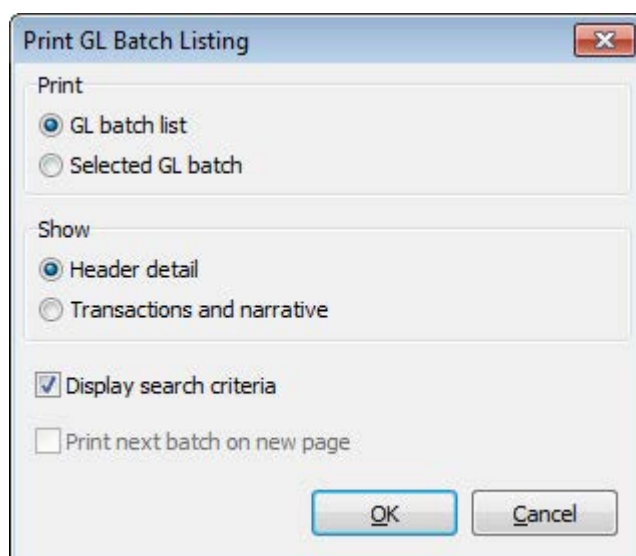 Print GL Batch Listing
Print
GL batch list
Selected GL batch
Show
Header detail
Transactions and narrative
Display search criteria
Print next batch on new page
OK
Cancel